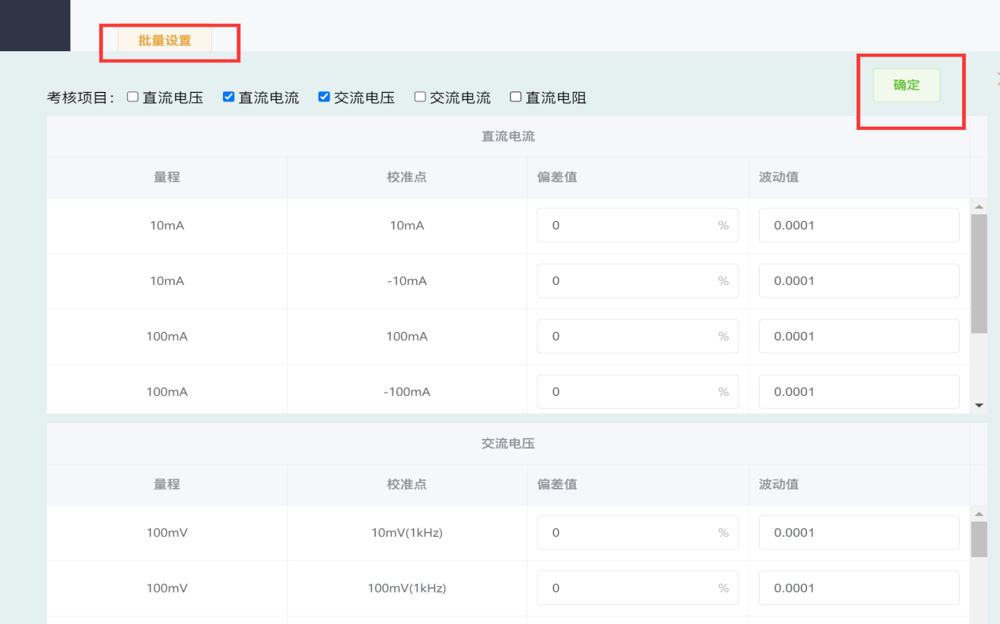 批量设置
确定
考核项目： 直流电压 直流电流 交流电压 交流电流 直流电阻
直流电流
量程 校准点 偏差值 波动值
10mA 10mA 0 % 0.0001
10mA -10mA 0 % 0.0001
100mA 100mA 0 % 0.0001
100mA -100mA 0 % 0.0001
交流电压
量程 校准点 偏差值 波动值
100mV 10mV(1kHz) 0 % 0.0001
100mV 100mV(1kHz) 0 % 0.0001